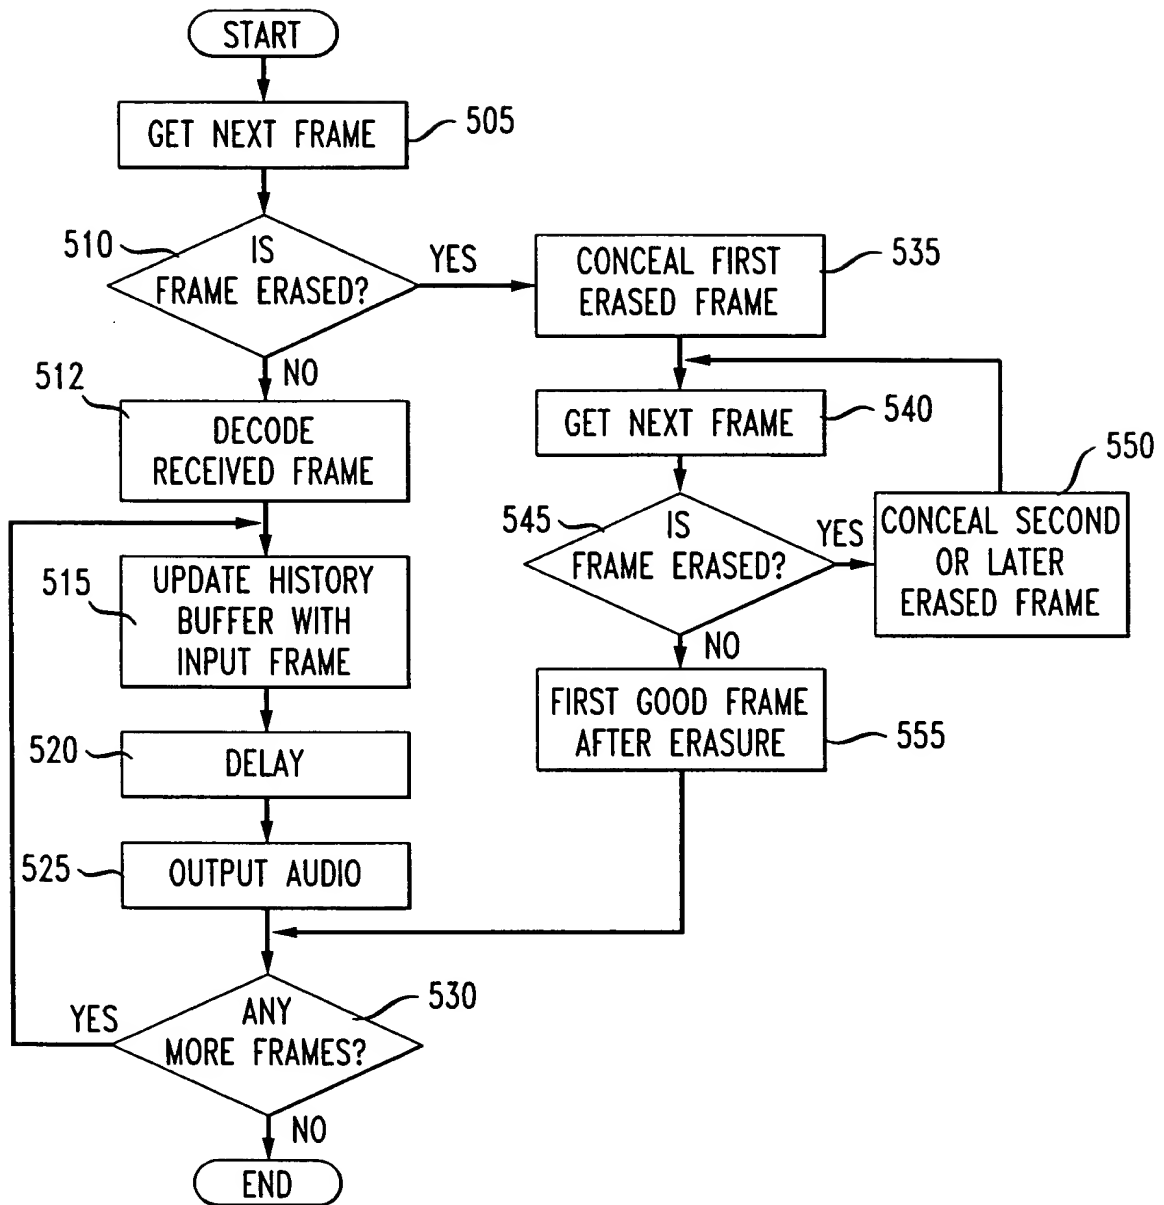 START
GET NEXT FRAME
505
510
IS
FRAME ERASED?
YES
CONCEAL FIRST
ERASED FRAME
535
NO
512
DECODE
RECEIVED FRAME
GET NEXT FRAME
540
550
545
IS
FRAME ERASED?
YES
CONCEAL SECOND
OR LATER
ERASED FRAME
515
UPDATE HISTORY
BUFFER WITH
INPUT FRAME
NO
FIRST GOOD FRAME
AFTER ERASURE
555
520
DELAY
525
OUTPUT AUDIO
530
YES
ANY
MORE FRAMES?
NO
END